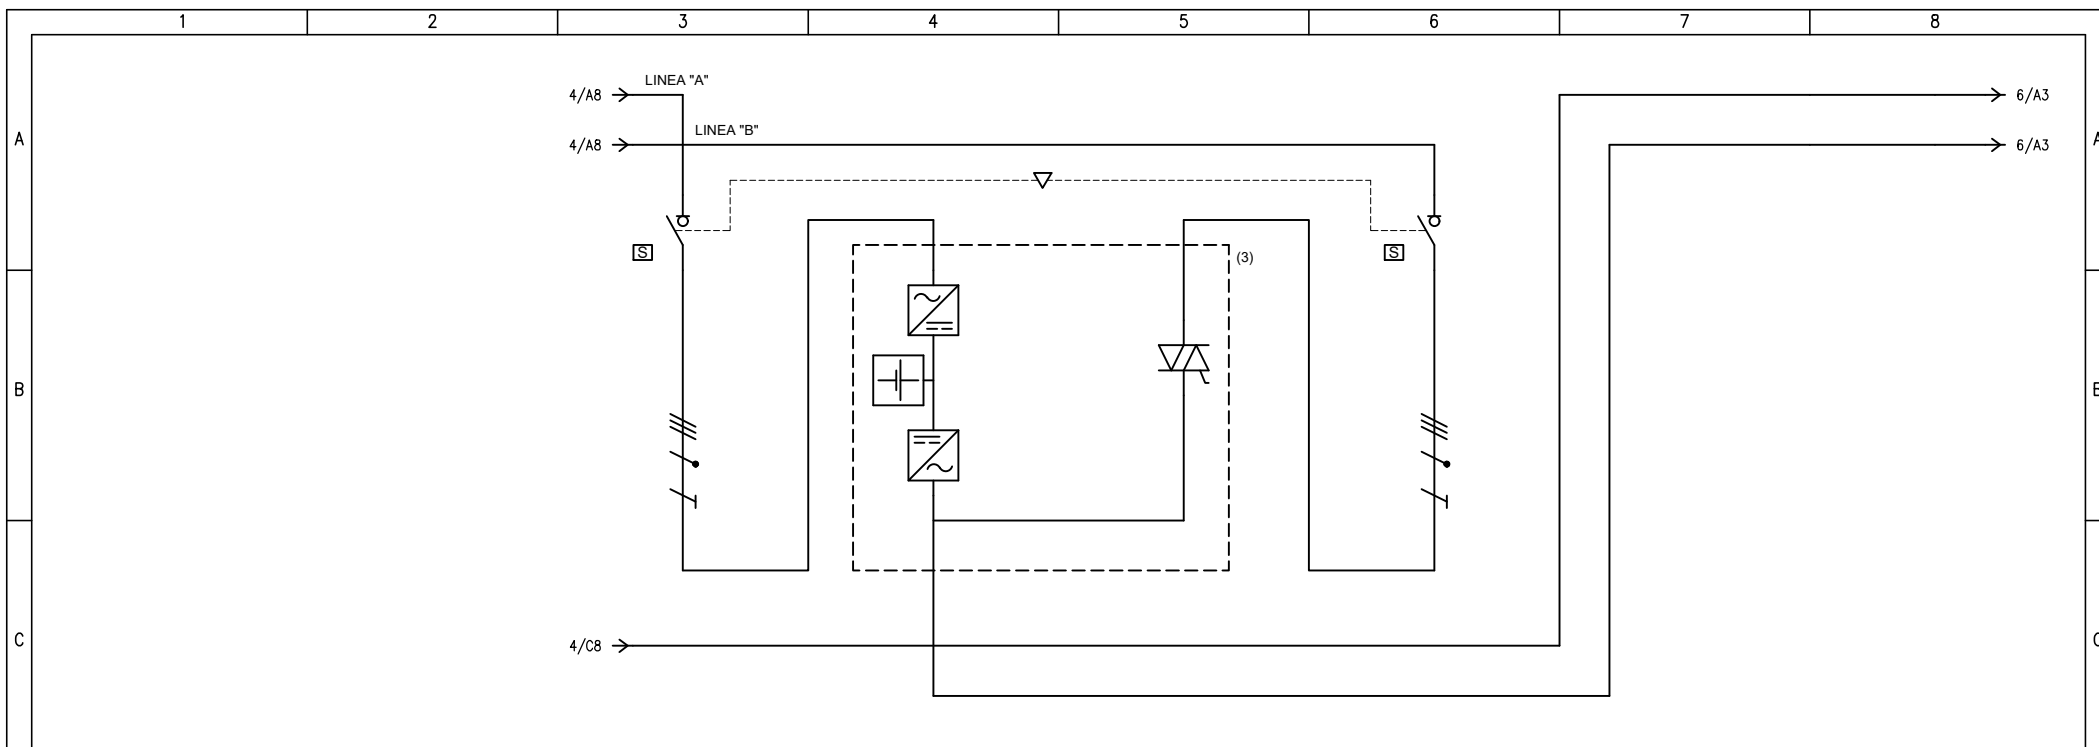 1 2 3 4 5 6 7 8
LINEA "A"
4/A8 6/A3
LINEA "B"
A A
4/A8 6/A3
S S
(3)
B B
4/C8
C C